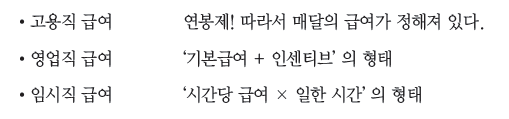 • 고용직 급여 연봉제! 따라서 매달의 급여가 정해져 있다.
• 영업직 급여 '기본급여 + 인센티브' 의 형태
• 임시직 급여 '시간당 급여 × 일한 시간' 의 형태